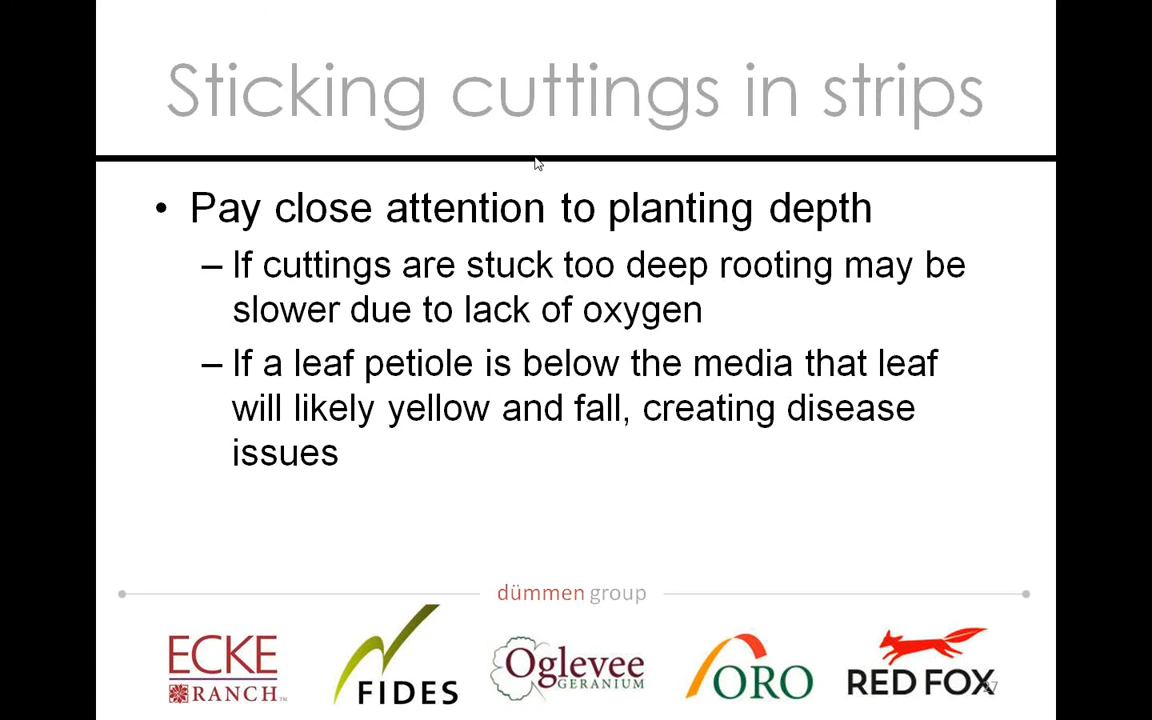 Sticking cuttings in strips
• Pay close attention to planting depth
– If cuttings are stuck too deep rooting may be
slower due to lack of oxygen
– If a leaf petiole is below the media that leaf
will likely yellow and fall, creating disease
issues
dümmen group
ECKE
RANCH™
FIDES
Oglevee
GERANIUM
ORO
RED FOX
27